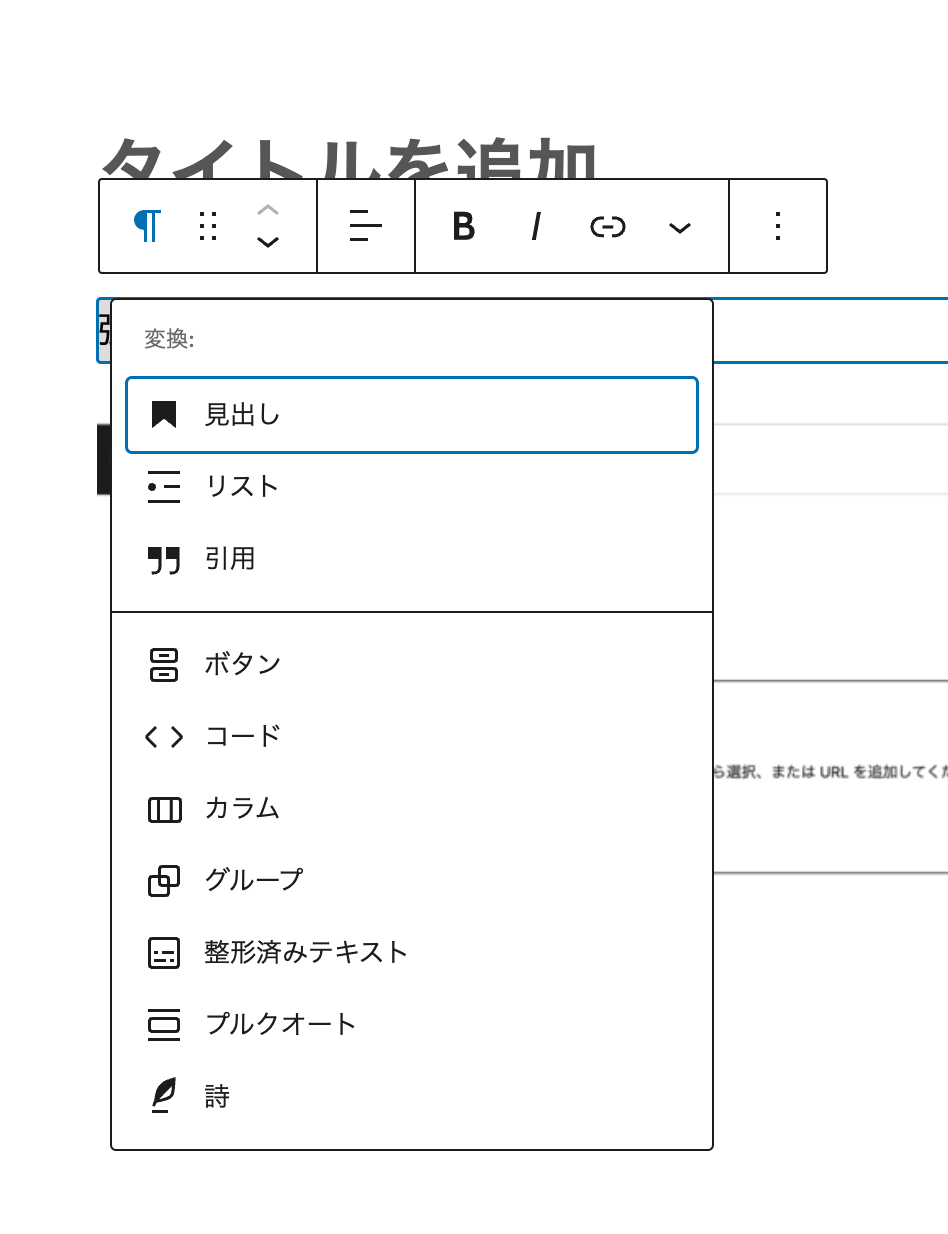 タイトルを追加
B I
変換:
見出し
リスト
引用
ボタン
コード
ら選択、または URL を追加してくだ
カラム
グループ
整形済みテキスト
プルクオート
詩